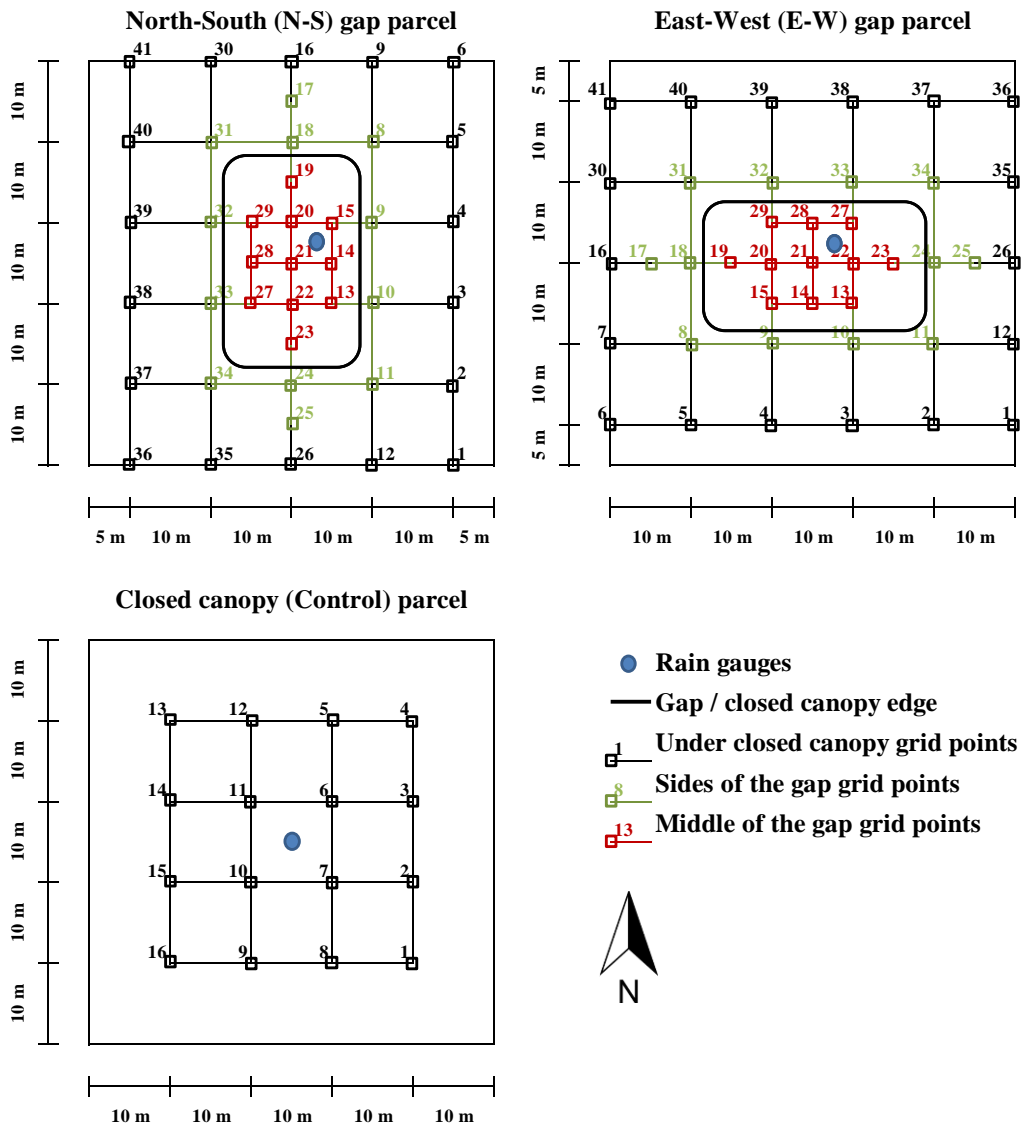 North-South (N-S) gap parcel
41 30 16 9 6
17
40 31 18 8 5
19
39 32 29 20 15 9 4
28 21 14
38 33 27 22 13 10 3
23
37 34 24 11 2
25
36 35 26 12 1
10 m
10 m
10 m
10 m
10 m
5 m 10 m 10 m 10 m 10 m 5 m
East-West (E-W) gap parcel
41 40 39 38 37 36
30 31 32 33 34 35
29 28 27
16 17 18 19 20 21 22 23 24 25 26
15 14 13
7 8 9 10 11 12
6 5 4 3 2 1
5 m
10 m
10 m
10 m
10 m
5 m
10 m 10 m 10 m 10 m 10 m
Closed canopy (Control) parcel
13 12 5 4
14 11 6 3
15 10 7 2
16 9 8 1
10 m
10 m
10 m
10 m
10 m
10 m 10 m 10 m 10 m 10 m
Rain gauges
Gap / closed canopy edge
1 Under closed canopy grid points
8 Sides of the gap grid points
13 Middle of the gap grid points
N